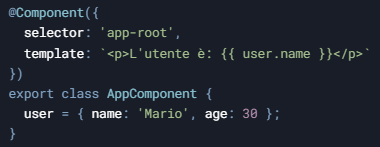 @Component({
  selector: 'app-root',
  template: `<p>L'utente è: {{ user.name }}</p>`
})
export class AppComponent {
  user = { name: 'Mario', age: 30 };
}